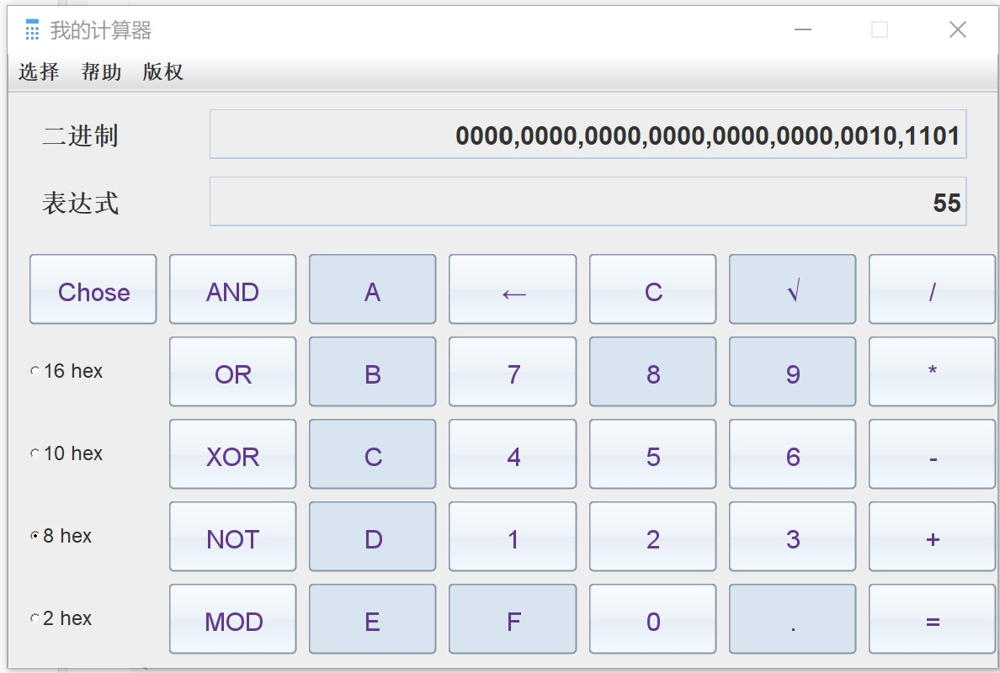 我的计算器
选择 帮助 版权
二进制 0000,0000,0000,0000,0000,0000,0010,1101
表达式 55
Chose AND A ← C √ /
16 hex OR B 7 8 9 *
10 hex XOR C 4 5 6 -
8 hex NOT D 1 2 3 +
2 hex MOD E F 0 . =